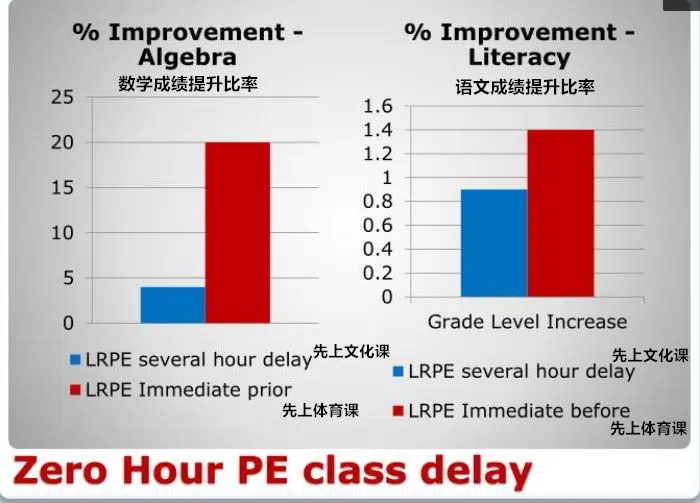 % Improvement -
Algebra
数学成绩提升比率
25
20
15
10
5
0
LRPE several hour delay
先上文化课
LRPE Immediate prior
先上体育课
% Improvement -
Literacy
语文成绩提升比率
1.6
1.4
1.2
1
0.8
0.6
0.4
0.2
0
Grade Level Increase
先上文化课
LRPE several hour delay
LRPE Immediate before
先上体育课
Zero Hour PE class delay